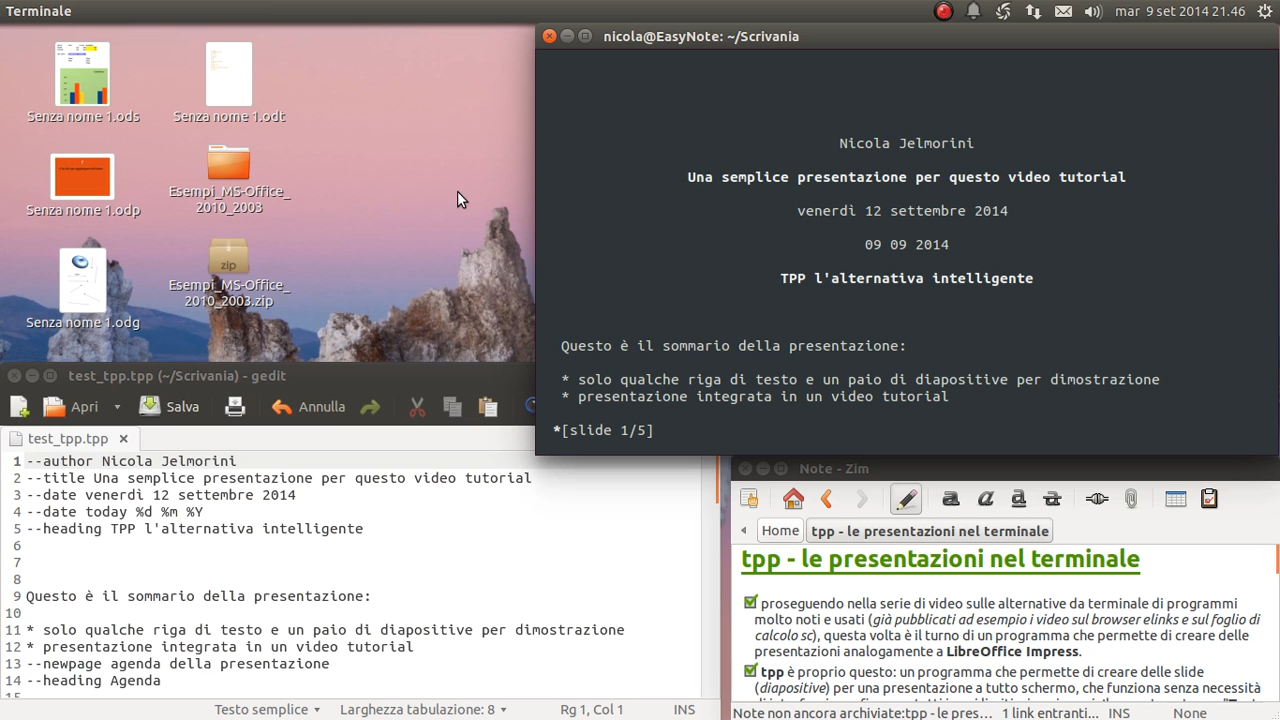 Terminale
mar 9 set 2014 21.46
Senza nome 1.ods
Senza nome 1.odt
Senza nome 1.odp
Esempi_MS-Office_
2010_2003
Senza nome 1.odg
zip
Esempi_MS-Office_
2010_2003.zip
nicola@EasyNote: ~/Scrivania
Nicola Jelmorini
Una semplice presentazione per questo video tutorial
venerdì 12 settembre 2014
09 09 2014
TPP l'alternativa intelligente
Questo è il sommario della presentazione:
* solo qualche riga di testo e un paio di diapositive per dimostrazione
* presentazione integrata in un video tutorial
*[slide 1/5]
test_tpp.tpp (~/Scrivania) - gedit
Apri
Salva
Annulla
test_tpp.tpp
1 --author Nicola Jelmorini
2 --title Una semplice presentazione per questo video tutorial
3 --date venerdì 12 settembre 2014
4 --date today %d %m %Y
5 --heading TPP l'alternativa intelligente
6
7
8
9 Questo è il sommario della presentazione:
10
11 * solo qualche riga di testo e un paio di diapositive per dimostrazione
12 * presentazione integrata in un video tutorial
13 --newpage agenda della presentazione
14 --heading Agenda
Testo semplice
Larghezza tabulazione: 8
Rg 1, Col 1
INS
Note - Zim
Home
tpp - le presentazioni nel terminale
tpp - le presentazioni nel terminale
proseguendo nella serie di video sulle alternative da terminale di programmi
molto noti e usati (già pubblicati ad esempio i video sul browser elinks e sul foglio di
calcolo sc), questa volta è il turno di un programma che permette di creare delle
presentazioni analogamente a LibreOffice Impress.
tpp è proprio questo: un programma che permette di creare delle slide
(diapositive) per una presentazione a tutto schermo, che funziona senza necessità
Note non ancora archiviate:tpp - le pres...
1 link entranti...
INS
None